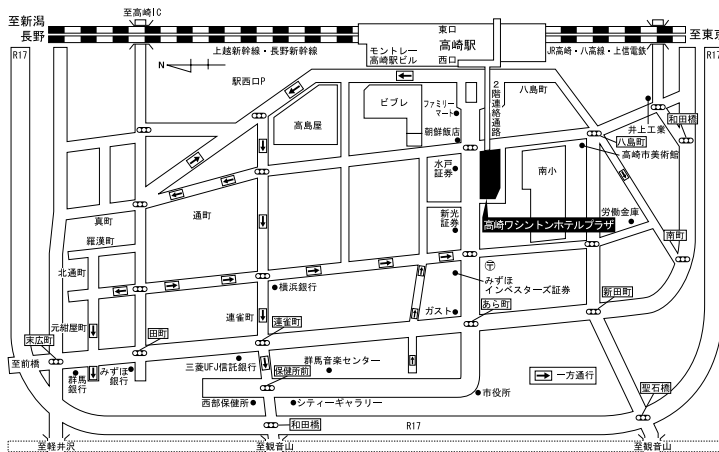 至新潟
長野
至高崎IC
東口
高崎駅
西口
モントレー
高崎駅ビル
上越新幹線・長野新幹線
JR高崎・八高線・上信電鉄
至東京
R17
R17
N
駅西口P
高島屋
ビブレ
ファミリー
マート
朝鮮飯店
2階連絡通路
八島町
井上工業
和田橋
八島町
高崎市美術館
水戸
証券
南小
新光
証券
労働金庫
高崎ワシントンホテルプラザ
南町
真町
通町
羅漢町
北通町
横浜銀行
〒
みずほ
インベスターズ証券
新田町
元紺屋町
連雀町
連雀町
ガスト
あら町
末広町
田町
至前橋
群馬
銀行
みずほ
銀行
三菱UFJ信託銀行
群馬音楽センター
保健所前
一方通行
西部保健所
シティーギャラリー
市役所
聖石橋
和田橋
R17
至軽井沢
至観音山
至観音山